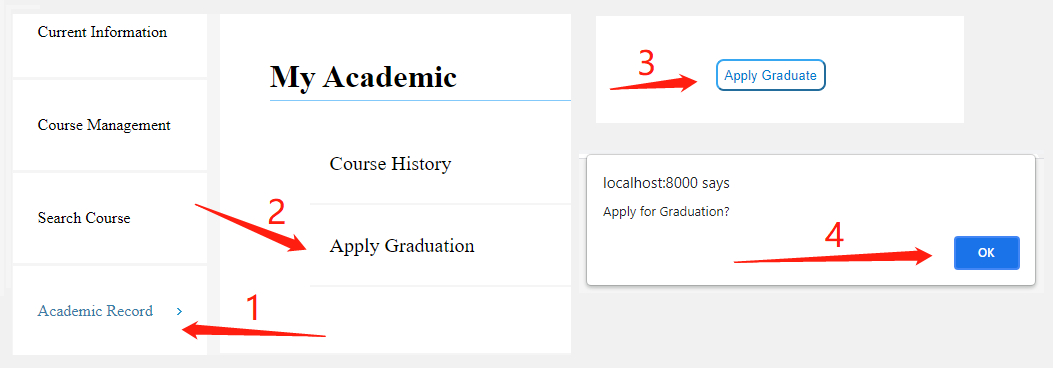 Current Information
Course Management
Search Course
Academic Record
1
My Academic
Course History
2
Apply Graduation
3
Apply Graduate
localhost:8000 says
Apply for Graduation?
4
OK